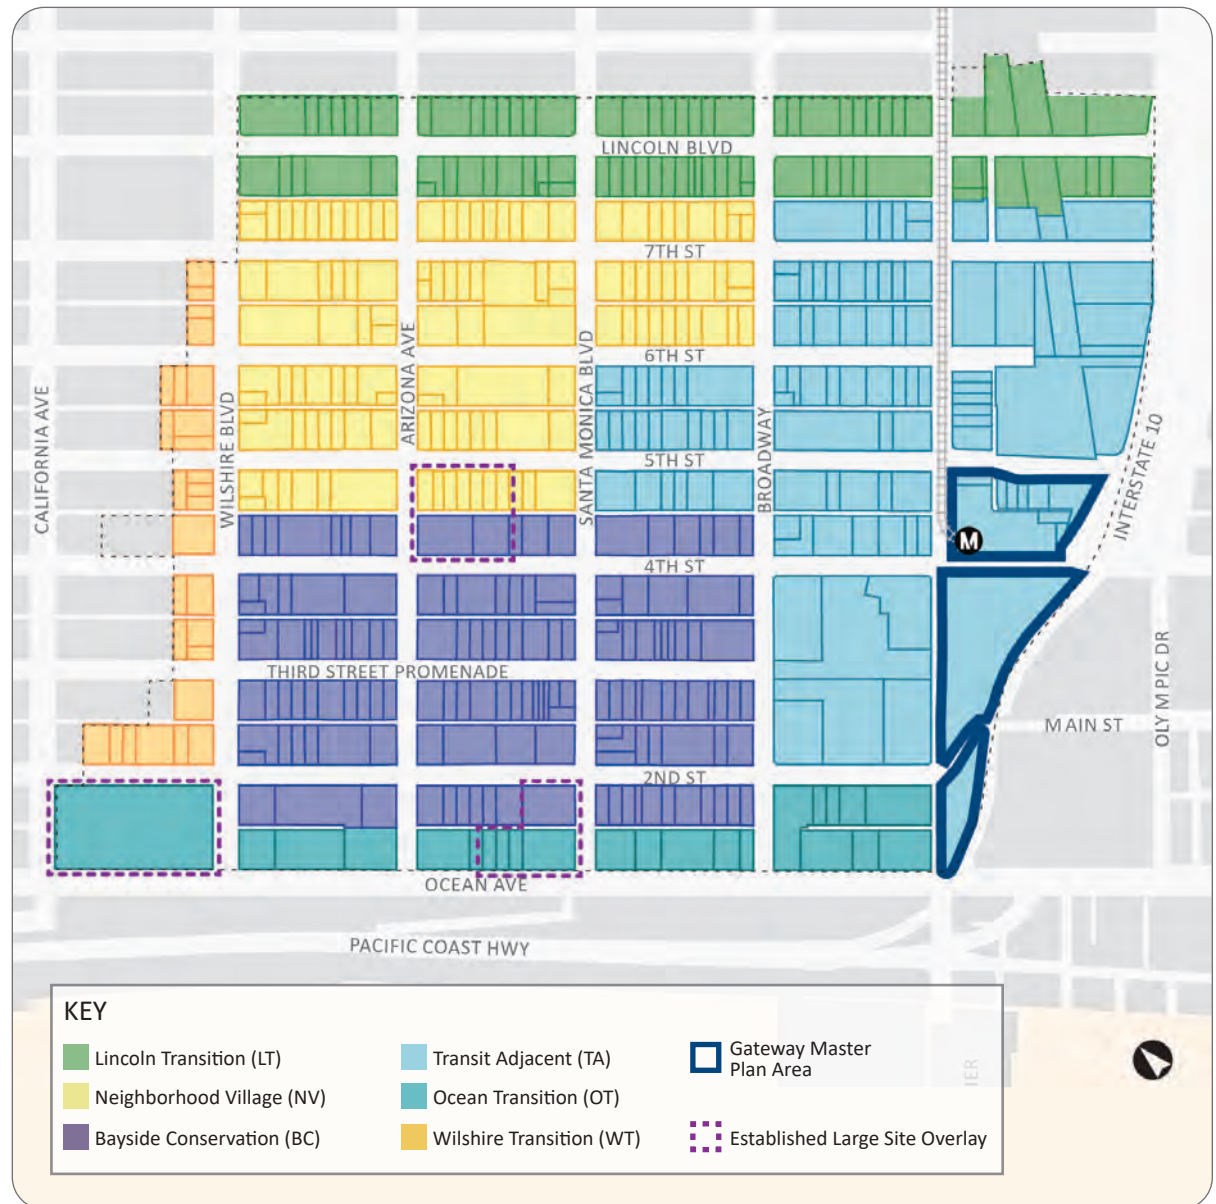 LINCOLN BLVD
7TH ST
ARIZONA AVE
SANTA MONICA BLVD
6TH ST
CALIFORNIA AVE
WILSHIRE BLVD
BROADWAY
5TH ST
INTERSTATE 10
M
4TH ST
THIRD STREET PROMENADE
OLYMPIC DR
MAIN ST
2ND ST
OCEAN AVE
PACIFIC COAST HWY
KEY
Lincoln Transition (LT)
Neighborhood Village (NV)
Bayside Conservation (BC)
Transit Adjacent (TA)
Ocean Transition (OT)
Wilshire Transition (WT)
Gateway Master
Plan Area
Established Large Site Overlay